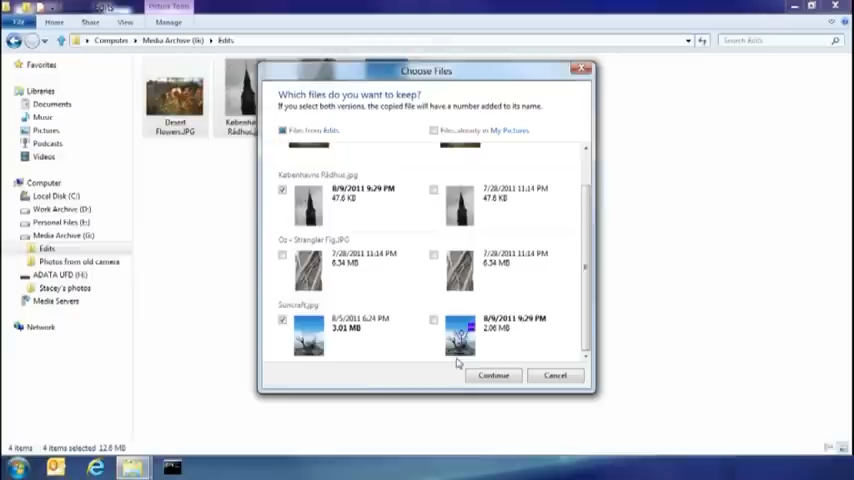 Edits
Picture Tools
File
Home
Share
View
Manage
Computer
Media Archive (G:)
Edits
Search Edits
Favorites
Libraries
Documents
Music
Pictures
Podcasts
Videos
Computer
Local Disk (C:)
Work Archive (D:)
Personal Files (E:)
Media Archive (G:)
Edits
Photos from old camera
ADATA UFD (H:)
Stacey's photos
Media Servers
Network
Desert
Flowers.JPG
Københavns
Rådhus.jpg
Choose Files
Which files do you want to keep?
If you select both versions, the copied file will have a number added to its name.
Files from Edits
Files already in My Pictures
Københavns Rådhus.jpg
8/9/2011 9:29 PM
47.6 KB
7/28/2011 11:14 PM
47.6 KB
Oz - Strangler Fig.JPG
7/28/2011 11:14 PM
6.34 MB
7/28/2011 11:14 PM
6.34 MB
Suncraft.jpg
8/5/2011 6:24 PM
3.01 MB
8/9/2011 9:29 PM
2.06 MB
Continue
Cancel
4 items
4 items selected 12.6 MB